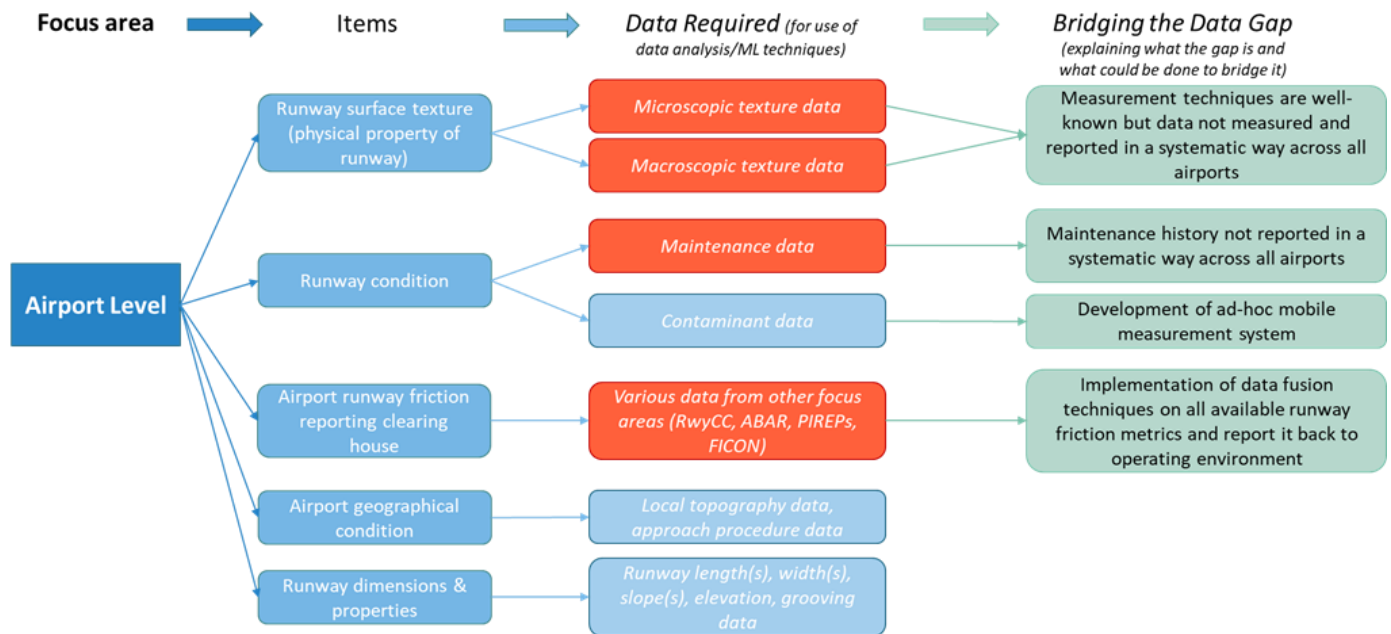 Focus area
Items
Data Required (for use of
data analysis/ML techniques)
Bridging the Data Gap
(explaining what the gap is and
what could be done to bridge it)
Airport Level
Runway surface texture
(physical property of
runway)
Microscopic texture data
Macroscopic texture data
Measurement techniques are well-
known but data not measured and
reported in a systematic way across all
airports
Runway condition
Maintenance data
Maintenance history not reported in a
systematic way across all airports
Contaminant data
Development of ad-hoc mobile
measurement system
Airport runway friction
reporting clearing
house
Various data from other focus
areas (RwyCC, ABAR, PIREPs,
FICON)
Implementation of data fusion
techniques on all available runway
friction metrics and report it back to
operating environment
Airport geographical
condition
Local topography data,
approach procedure data
Runway dimensions &
properties
Runway length(s), width(s),
slope(s), elevation, grooving
data